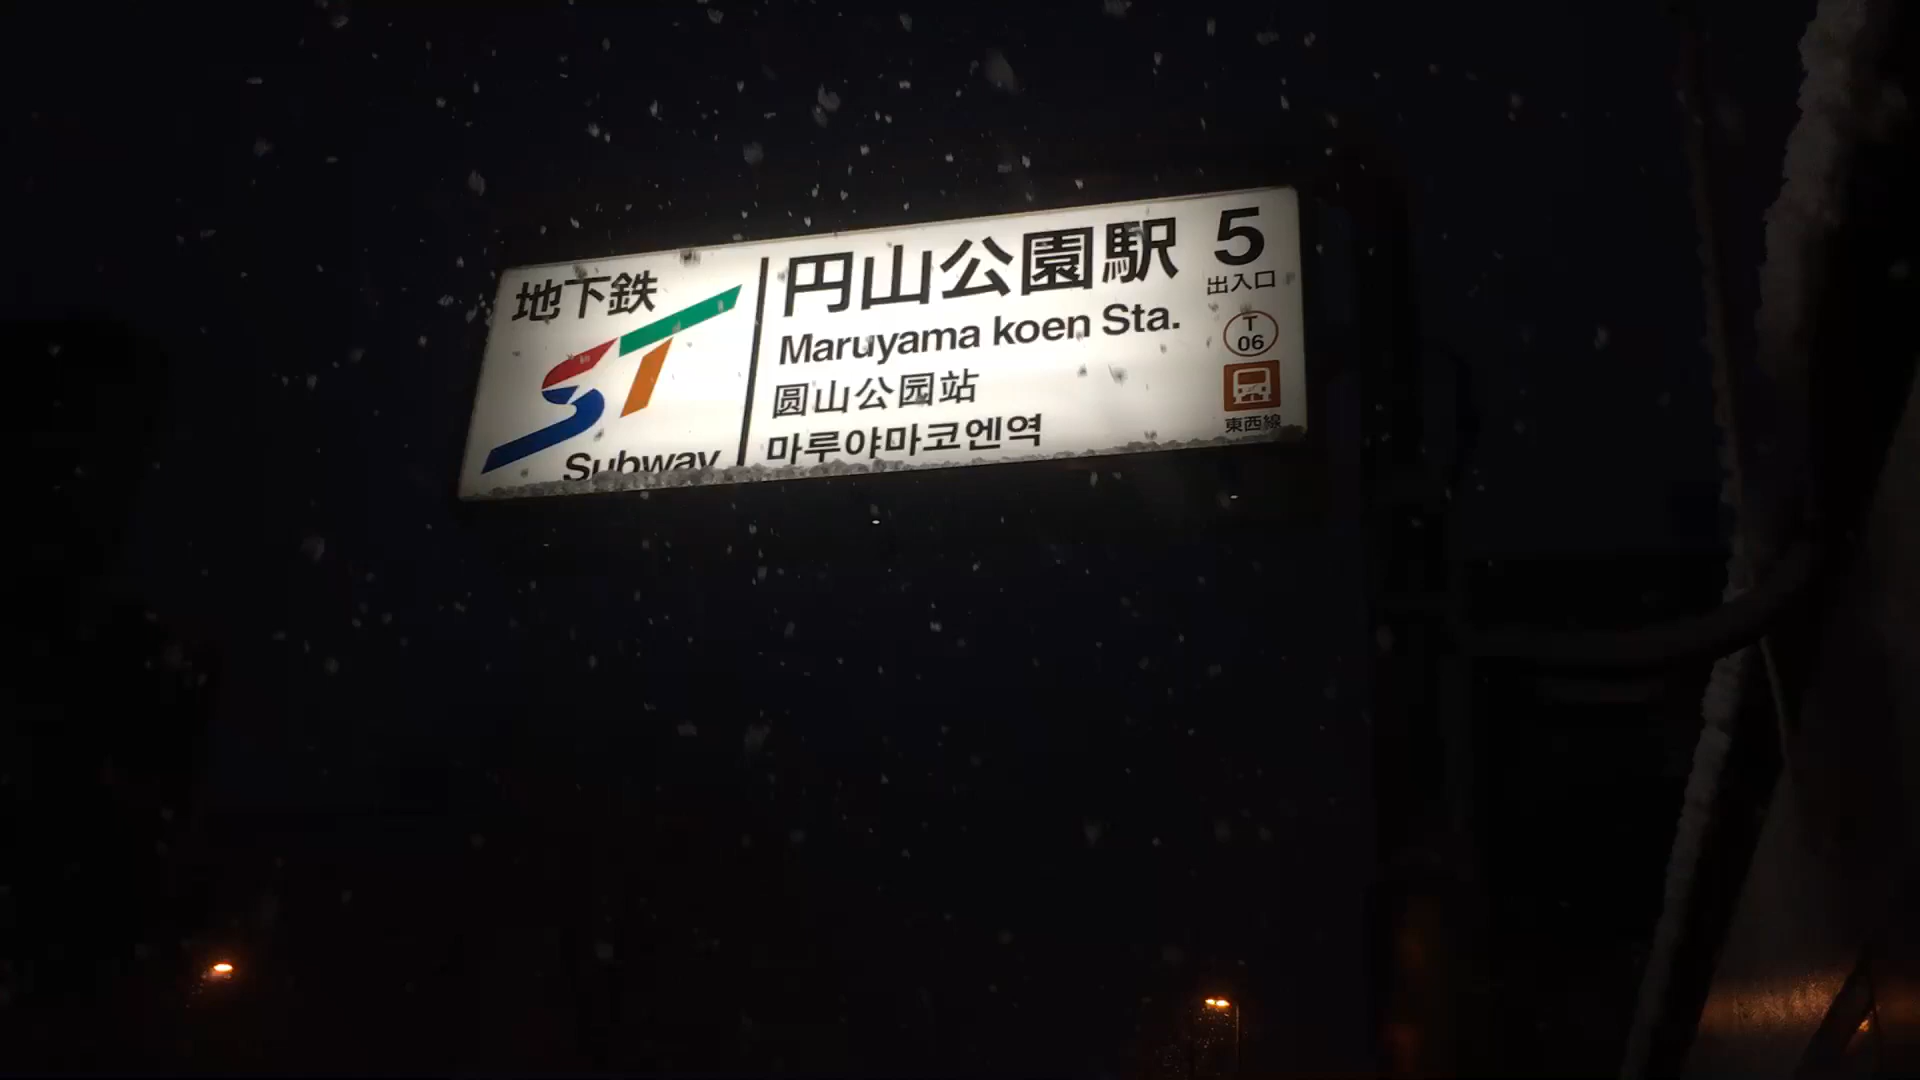 地下鉄
ST
Subway
円山公園駅
Maruyama koen Sta.
圆山公园站
마루야마코엔역
5
出入口
T
06
東西線